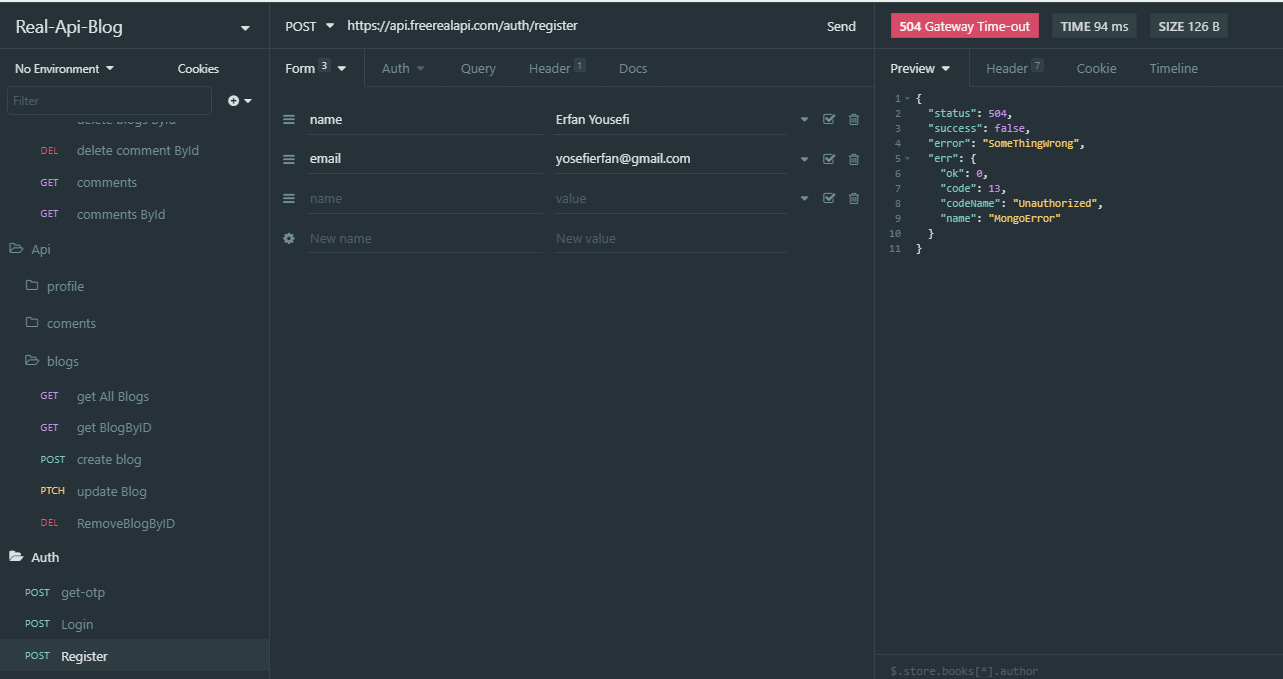 Real-Api-Blog
No Environment
Cookies
Filter
delete blogs ById
DEL delete comment ById
GET comments
GET comments ById
Api
profile
coments
blogs
GET get All Blogs
GET get BlogByID
POST create blog
PTCH update Blog
DEL RemoveBlogByID
Auth
POST get-otp
POST Login
POST Register
POST https://api.freerealapi.com/auth/register Send
Form 3 Auth Query Header 1 Docs
name Erfan Yousefi
email yosefierfan@gmail.com
name value
New name New value
504 Gateway Time-out TIME 94 ms SIZE 126 B
Preview Header 7 Cookie Timeline
1 {
2 "status": 504,
3 "success": false,
4 "error": "SomeThingWrong",
5 "err": {
6 "ok": 0,
7 "code": 13,
8 "codeName": "Unauthorized",
9 "name": "MongoError"
10 }
11 }
$.store.books[*].author